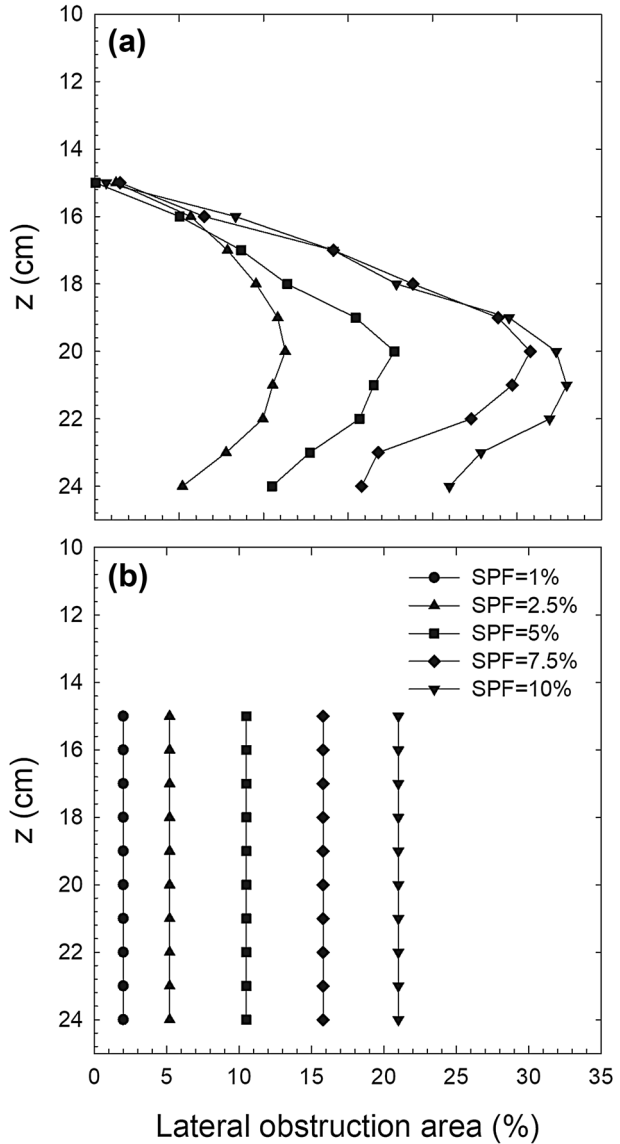 10
(a)
12
14
16
18
20
22
24
z (cm)
10
(b)
SPF=1%
12
SPF=2.5%
SPF=5%
SPF=7.5%
14
SPF=10%
16
18
20
22
24
z (cm)
0 5 10 15 20 25 30 35
Lateral obstruction area (%)